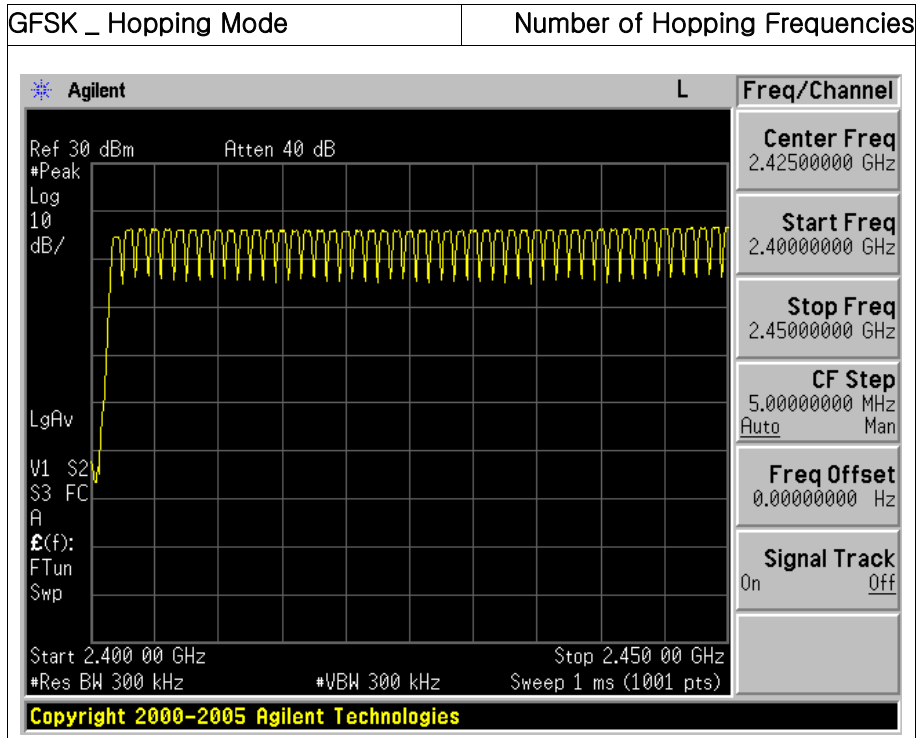 GFSK _ Hopping Mode
Number of Hopping Frequencies
Agilent
L
Freq/Channel
Ref 30 dBm
Atten 40 dB
#Peak
Log
10
dB/
LgAv
V1 S2
S3 FC
A
£(f):
FTun
Swp
Start 2.400 00 GHz
Stop 2.450 00 GHz
#Res BW 300 kHz
#VBW 300 kHz
Sweep 1 ms (1001 pts)
Center Freq
2.42500000 GHz
Start Freq
2.40000000 GHz
Stop Freq
2.45000000 GHz
CF Step
5.00000000 MHz
Auto Man
Freq Offset
0.00000000 Hz
Signal Track
On Off
Copyright 2000-2005 Agilent Technologies